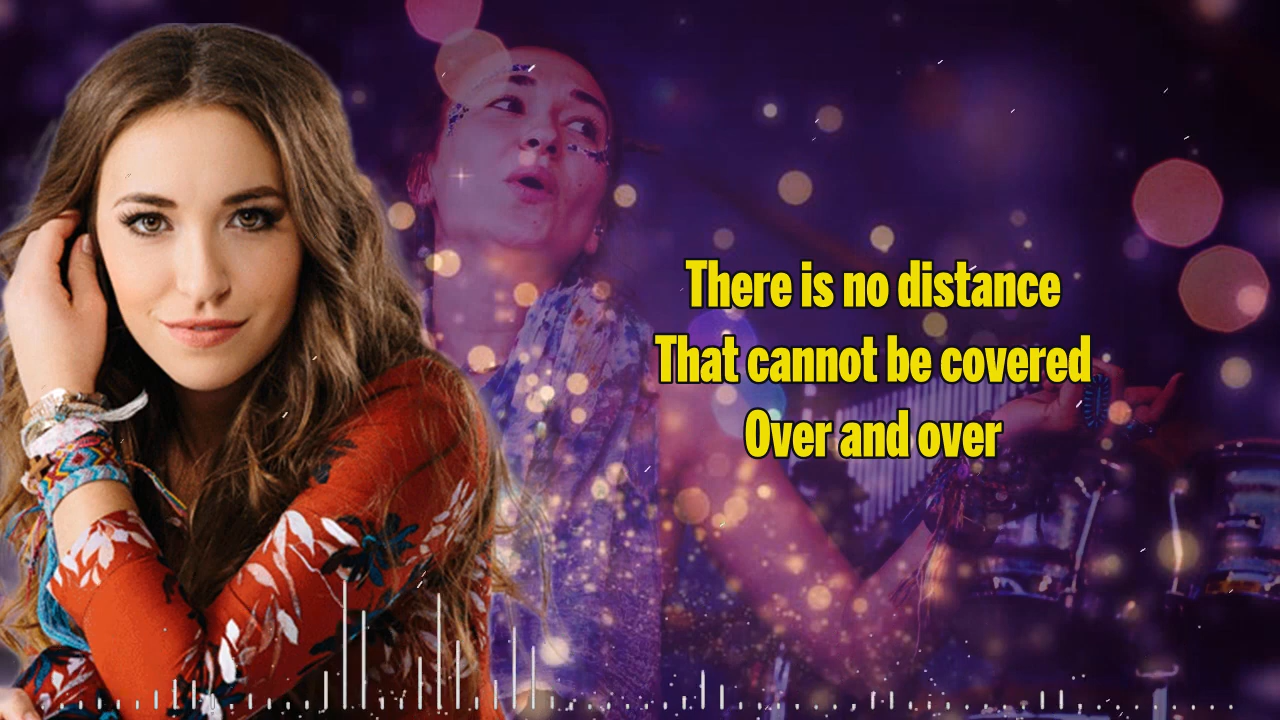 There is no distance
That cannot be covered
Over and over